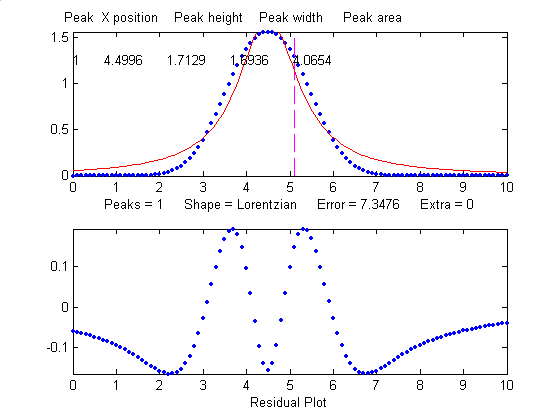 Peak X position Peak height Peak width Peak area
1.5
1 4.4996 1.7129 1.6936 4.0654
1
0.5
0
0 1 2 3 4 5 6 7 8 9 10
Peaks = 1 Shape = Lorentzian Error = 7.3476 Extra = 0
0.1
0
-0.1
0 1 2 3 4 5 6 7 8 9 10
Residual Plot